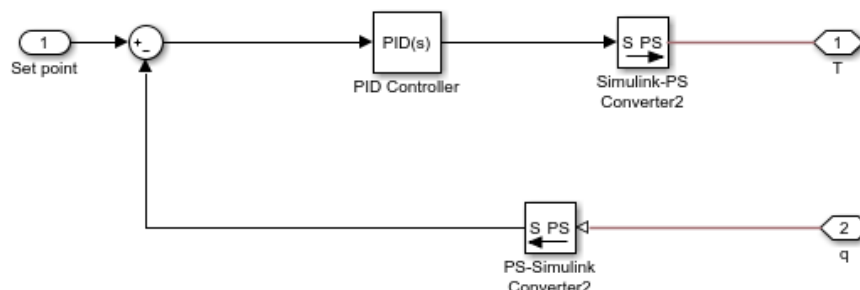 1
Set point
+
−
PID(s)
PID Controller
S PS
Simulink-PS
Converter2
1
T
S PS
PS-Simulink
Converter2
2
q